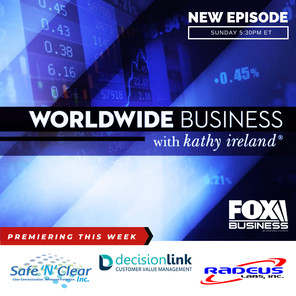 NEW EPISODE
SUNDAY 5:30PM ET
0.45
0.38
6.16
+0.45%
WORLDWIDE BUSINESS
with kathy ireland®
FOX
BUSINESS
PREMIERING THIS WEEK
Safe 'N' Clear
Inc.
decisionlink
CUSTOMER VALUE MANAGEMENT
RADEUS
LABS, INC.